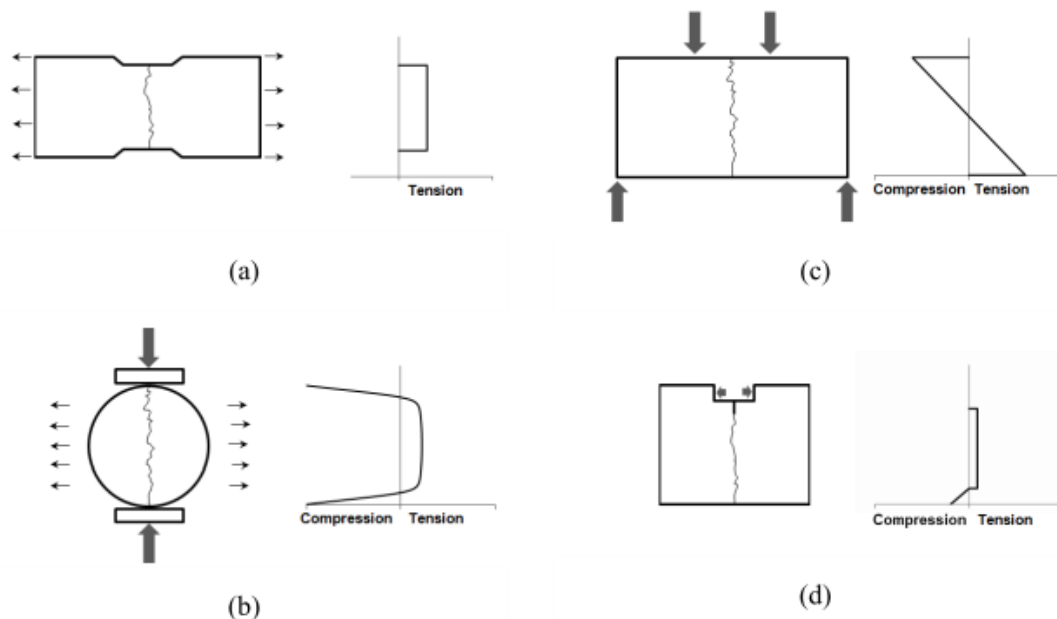 Tension
(a)
Compression Tension
(c)
Compression Tension
(b)
Compression Tension
(d)